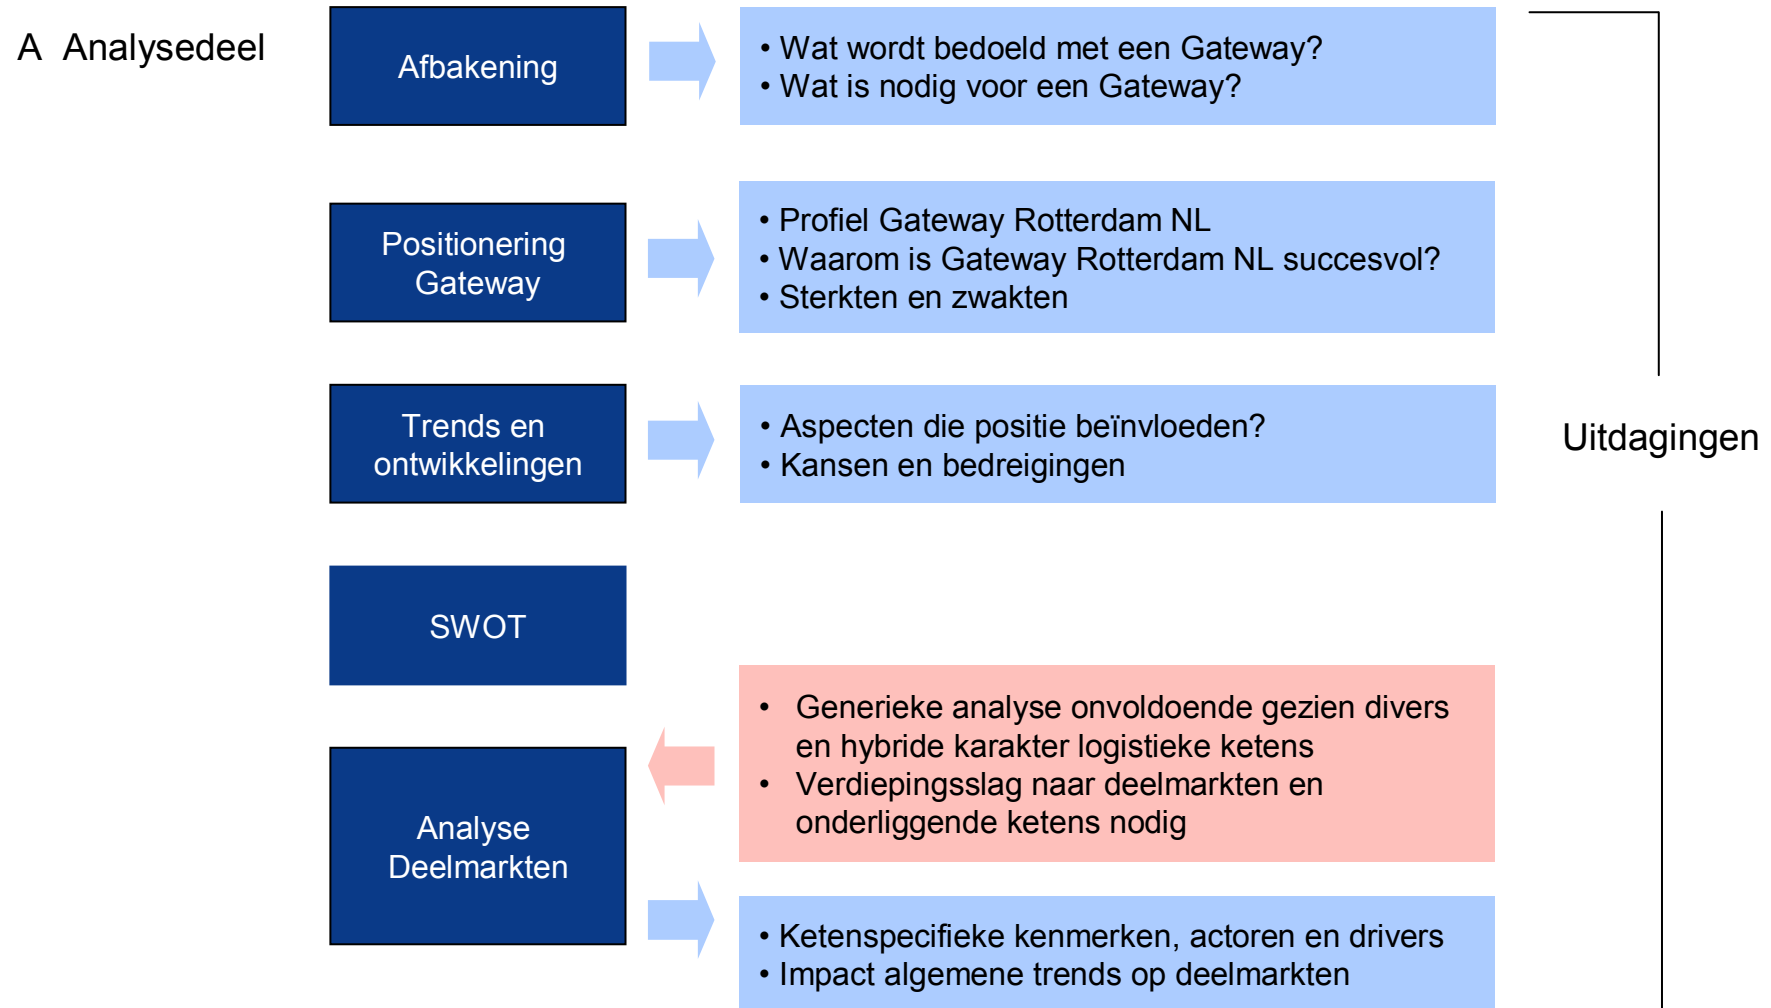 A Analysedeel
Afbakening
• Wat wordt bedoeld met een Gateway?
• Wat is nodig voor een Gateway?
Positionering
Gateway
• Profiel Gateway Rotterdam NL
• Waarom is Gateway Rotterdam NL succesvol?
• Sterkten en zwakten
Trends en
ontwikkelingen
• Aspecten die positie beïnvloeden?
• Kansen en bedreigingen
Uitdagingen
SWOT
• Generieke analyse onvoldoende gezien divers
en hybride karakter logistieke ketens
• Verdiepingsslag naar deelmarkten en
onderliggende ketens nodig
Analyse
Deelmarkten
• Ketenspecifieke kenmerken, actoren en drivers
• Impact algemene trends op deelmarkten